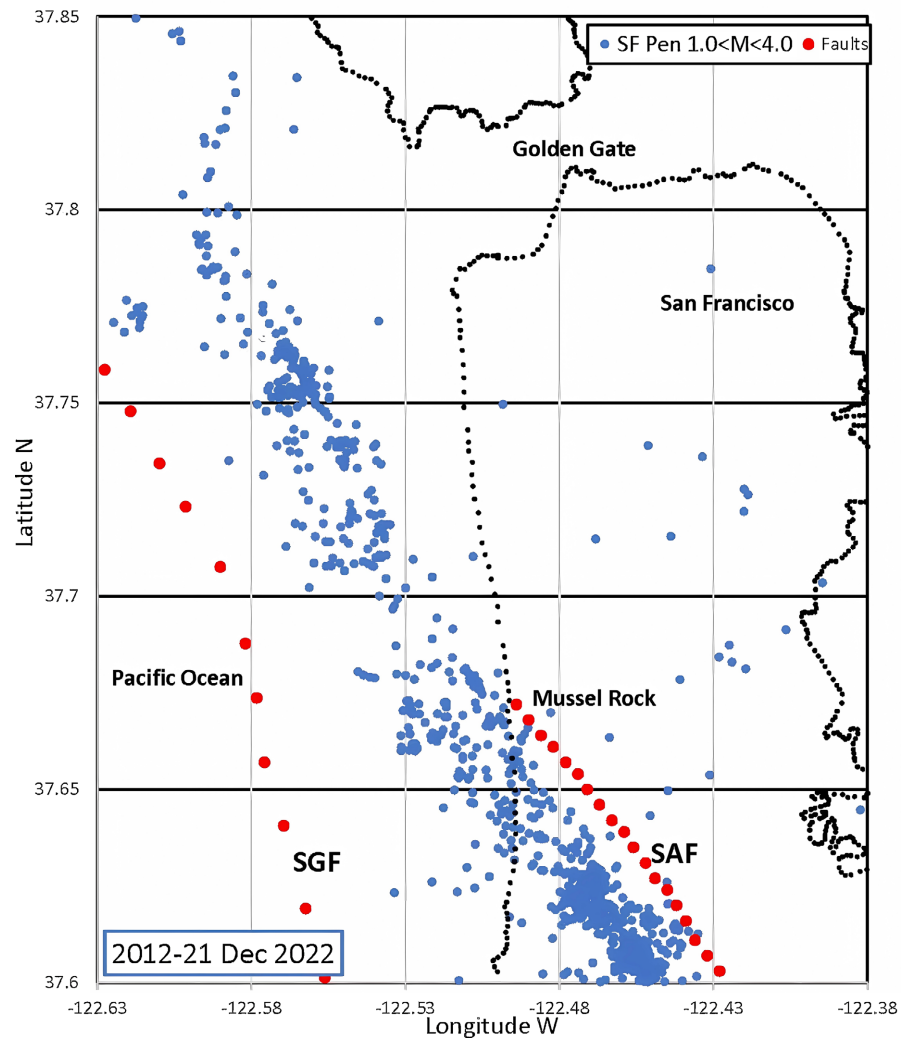 37.85
SF Pen 1.0<M<4.0 Faults
Golden Gate
37.8
San Francisco
37.75
Latitude N
37.7
Pacific Ocean
Mussel Rock
37.65
SGF
SAF
2012-21 Dec 2022
37.6
-122.63 -122.58 -122.53 -122.48 -122.43 -122.38
Longitude W